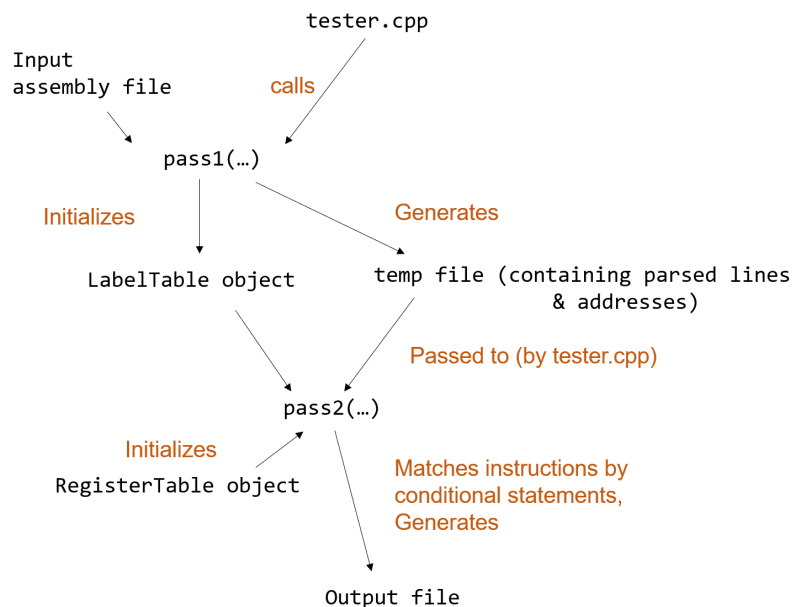 tester.cpp
Input
assembly file
calls
pass1(…)
Initializes
Generates
LabelTable object
temp file (containing parsed lines
& addresses)
Passed to (by tester.cpp)
pass2(…)
Initializes
RegisterTable object
Matches instructions by
conditional statements,
Generates
Output file